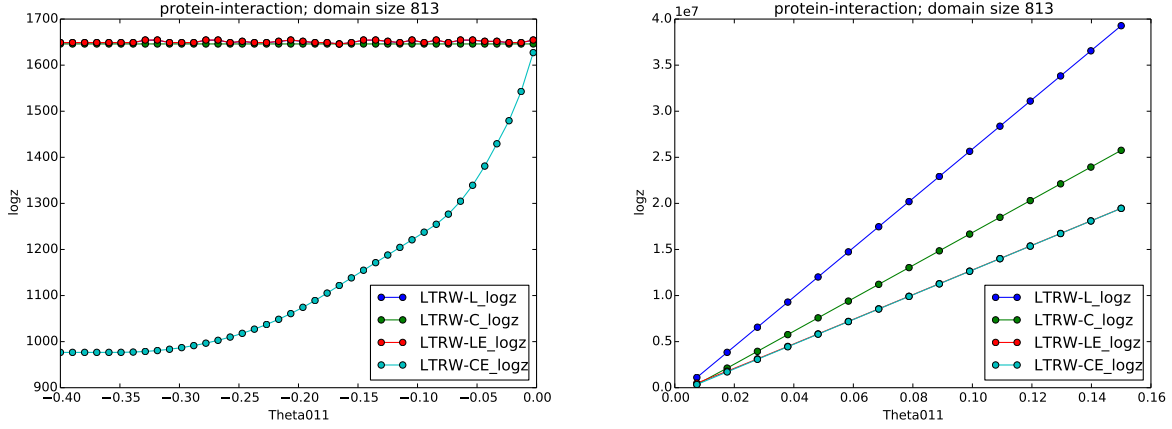 protein-interaction; domain size 813
1700
1600
1500
1400
1300
1200
1100
1000
900
logz
−0.40 −0.35 −0.30 −0.25 −0.20 −0.15 −0.10 −0.05 0.00
Theta011
LTRW-L_logz
LTRW-C_logz
LTRW-LE_logz
LTRW-CE_logz
protein-interaction; domain size 813
1e7
4.0
3.5
3.0
2.5
2.0
1.5
1.0
0.5
0.0
logz
0.00 0.02 0.04 0.06 0.08 0.10 0.12 0.14 0.16
Theta011
LTRW-L_logz
LTRW-C_logz
LTRW-LE_logz
LTRW-CE_logz